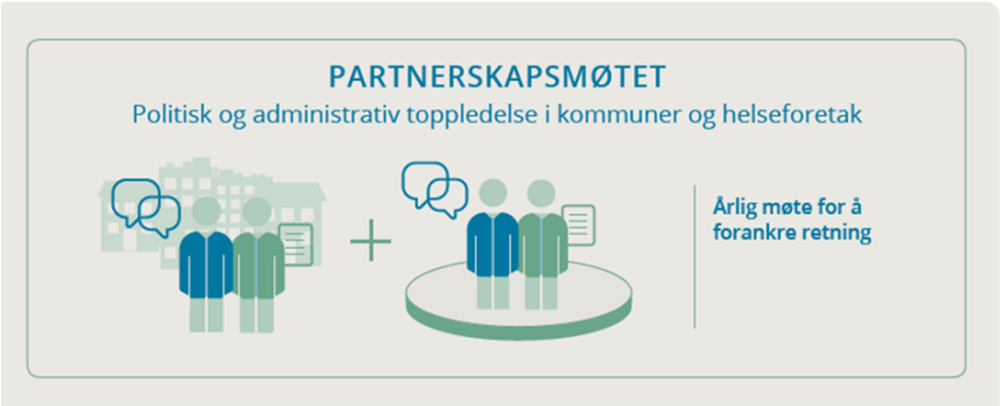 PARTNERSKAPSMØTET
Politisk og administrativ toppledelse i kommuner og helseforetak
Årlig møte for å
forankre retning